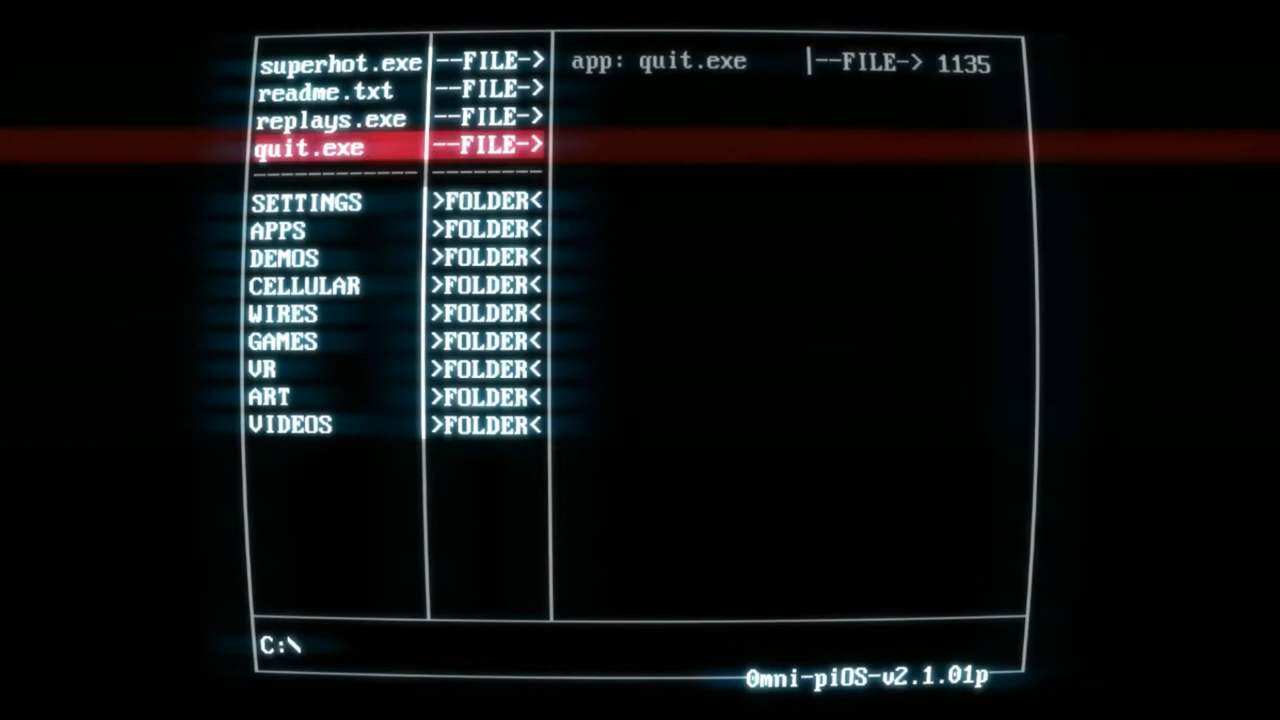 superhot.exe --FILE-> app: quit.exe |--FILE-> 1135
readme.txt --FILE->
replays.exe --FILE->
quit.exe --FILE->
------------ --------
SETTINGS >FOLDER<
APPS >FOLDER<
DEMOS >FOLDER<
CELLULAR >FOLDER<
WIRES >FOLDER<
GAMES >FOLDER<
VR >FOLDER<
ART >FOLDER<
VIDEOS >FOLDER<
C:\
0mni-piOS-v2.1.01p